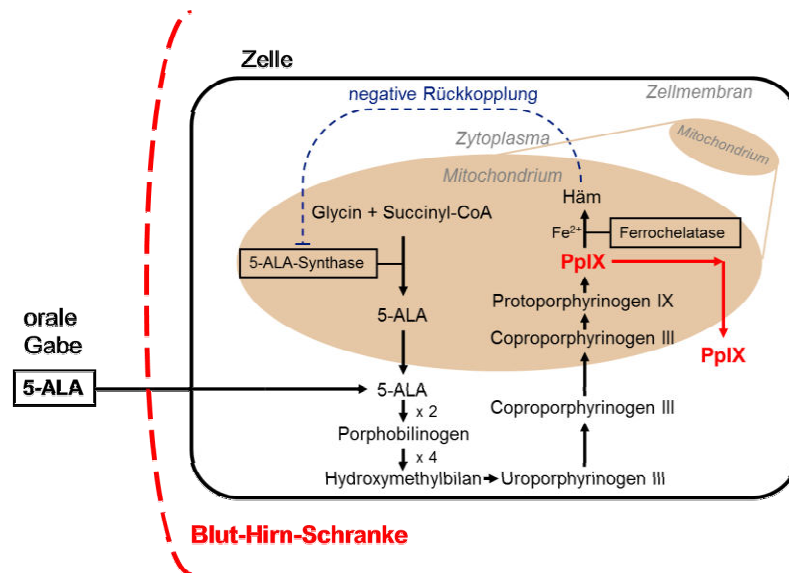 Zelle
negative Rückkopplung
Zellmembran
Zytoplasma
Mitochondrium
Mitochondrium
Häm
Glycin + Succinyl-CoA
Fe²⁺
Ferrochelatase
5-ALA-Synthase
PpIX
Protoporphyrinogen IX
5-ALA
Coproporphyrinogen III
PpIX
orale
Gabe
5-ALA
5-ALA
x 2
Coproporphyrinogen III
Porphobilinogen
x 4
Hydroxymethylbilan
Uroporphyrinogen III
Blut-Hirn-Schranke